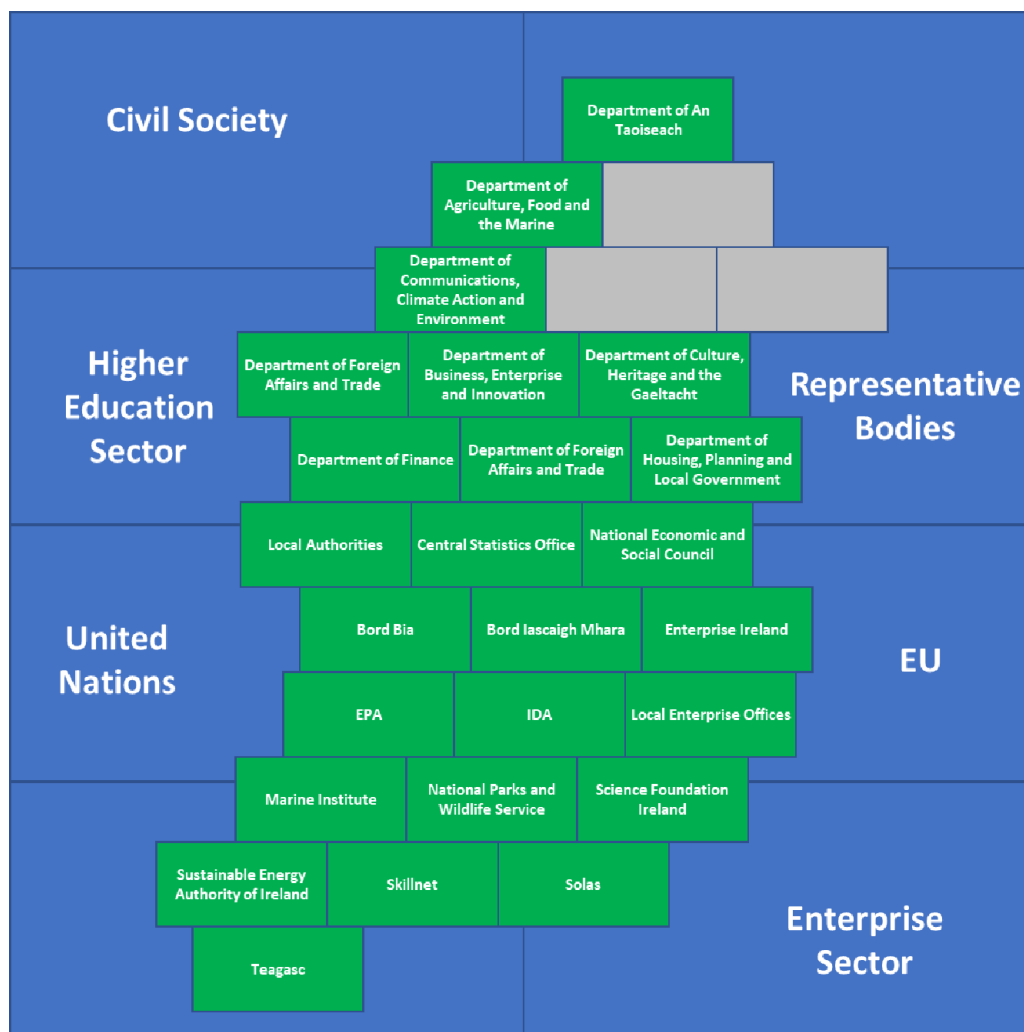 Civil Society
Department of An
Taoiseach
Department of
Agriculture, Food and
the Marine
Department of
Communications,
Climate Action and
Environment
Higher
Education
Sector
Department of Foreign
Affairs and Trade
Department of
Business, Enterprise
and Innovation
Department of Culture,
Heritage and the
Gaeltacht
Representative
Bodies
Department of Finance
Department of Foreign
Affairs and Trade
Department of
Housing, Planning and
Local Government
Local Authorities
Central Statistics Office
National Economic and
Social Council
United
Nations
Bord Bia
Bord Iascaigh Mhara
Enterprise Ireland
EU
EPA
IDA
Local Enterprise Offices
Marine Institute
National Parks and
Wildlife Service
Science Foundation
Ireland
Sustainable Energy
Authority of Ireland
Skillnet
Solas
Enterprise
Sector
Teagasc